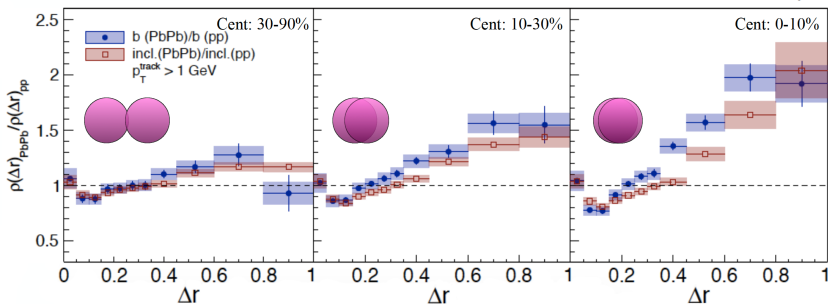 Cent: 30-90%
Cent: 10-30%
Cent: 0-10%
b (PbPb)/b (pp)
incl.(PbPb)/incl.(pp)
p_T^track > 1 GeV
ρ(Δr)_PbPb/ρ(Δr)_pp
2.5
2
1.5
1
0.5
0 0.2 0.4 0.6 0.8 1
0.2 0.4 0.6 0.8 1
0.2 0.4 0.6 0.8 1
Δr
Δr
Δr